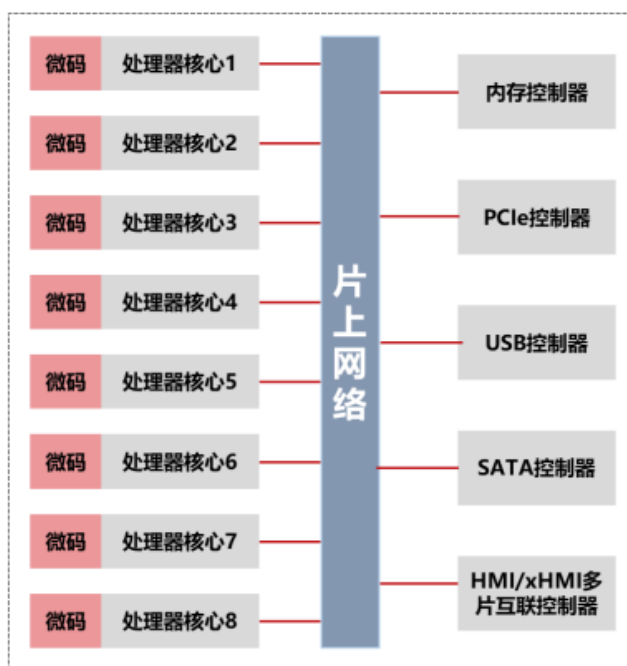 微码 处理器核心1
微码 处理器核心2
微码 处理器核心3
微码 处理器核心4
微码 处理器核心5
微码 处理器核心6
微码 处理器核心7
微码 处理器核心8
片上网络
内存控制器
PCIe控制器
USB控制器
SATA控制器
HMI/xHMI多
片互联控制器